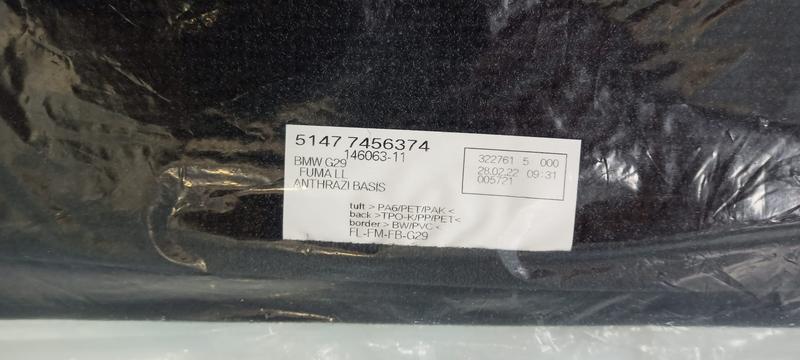 5147 7456374
146063-11
BMW G29
FUMA LL
ANTHRAZI BASIS
322761 5 000
28.02.22 09:31
005721
tuft > PA6/PET/PAK <
back >TPO-K/PP/PET<
border > BW/PVC <
FL-FM-FB-G29